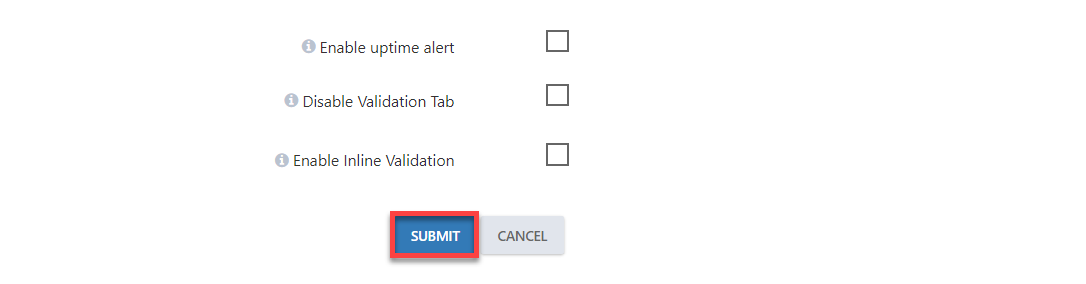 Enable uptime alert
Disable Validation Tab
Enable Inline Validation
SUBMIT CANCEL